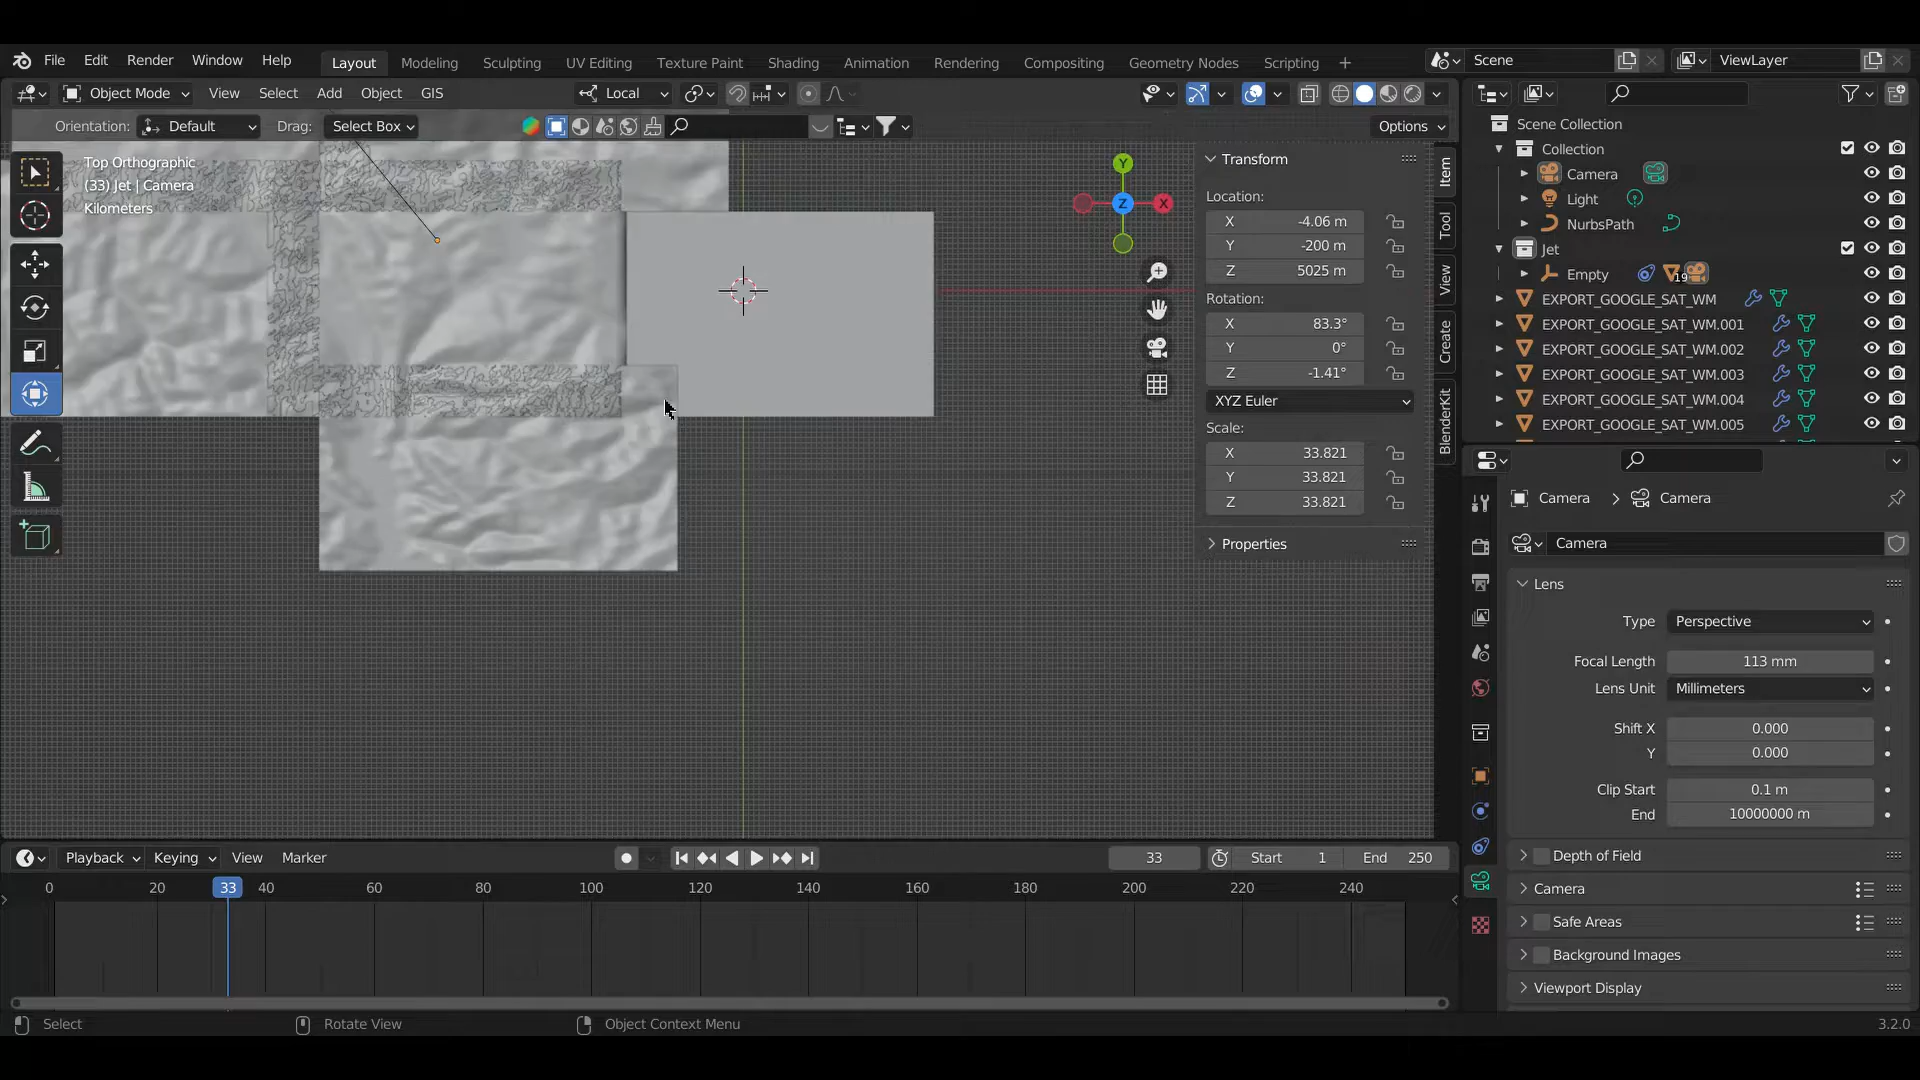 File Edit Render Window Help Layout Modeling Sculpting UV Editing Texture Paint Shading Animation Rendering Compositing Geometry Nodes Scripting + Scene ViewLayer
Object Mode View Select Add Object GIS Local
Orientation: Default Drag: Select Box Options
Top Orthographic
(33) Jet | Camera
Kilometers
Y
Z
X
Transform
Location:
X -4.06 m
Y -200 m
Z 5025 m
Rotation:
X 83.3°
Y 0°
Z -1.41°
XYZ Euler
Scale:
X 33.821
Y 33.821
Z 33.821
Properties
Item
Tool
View
Create
BlenderKit
Scene Collection
Collection
Camera
Light
NurbsPath
Jet
Empty 19
EXPORT_GOOGLE_SAT_WM
EXPORT_GOOGLE_SAT_WM.001
EXPORT_GOOGLE_SAT_WM.002
EXPORT_GOOGLE_SAT_WM.003
EXPORT_GOOGLE_SAT_WM.004
EXPORT_GOOGLE_SAT_WM.005
Camera > Camera
Camera
Lens
Type Perspective
Focal Length 113 mm
Lens Unit Millimeters
Shift X 0.000
Y 0.000
Clip Start 0.1 m
End 10000000 m
Depth of Field
Camera
Safe Areas
Background Images
Viewport Display
Playback Keying View Marker 33 Start 1 End 250
0 20 33 40 60 80 100 120 140 160 180 200 220 240
Select Rotate View Object Context Menu 3.2.0